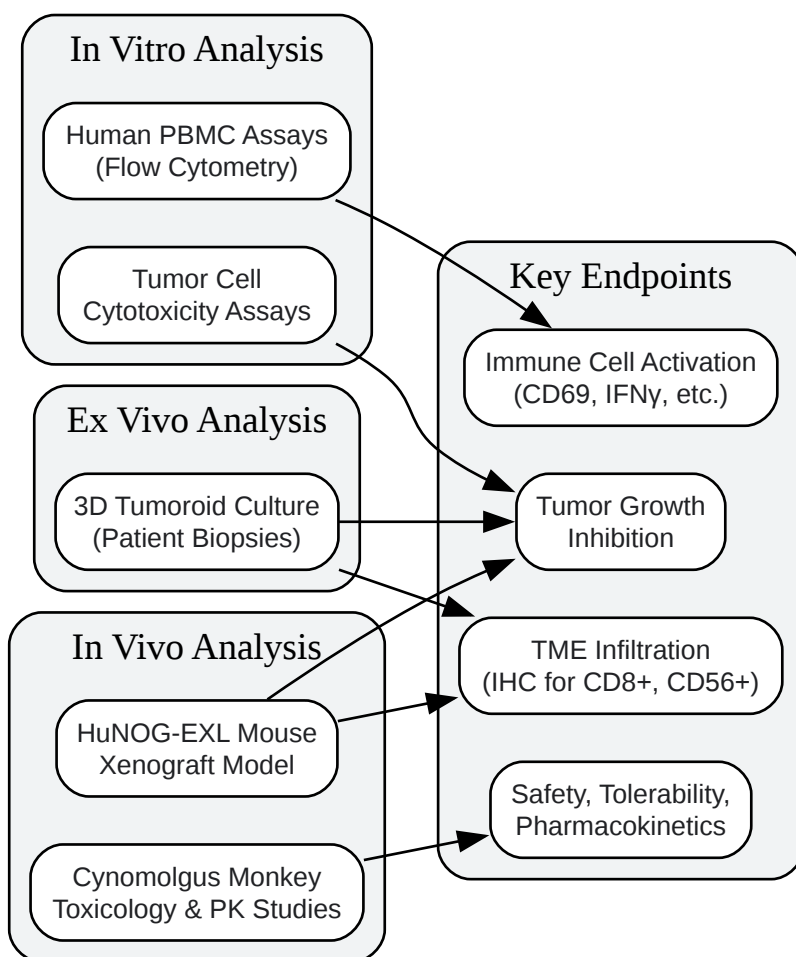 In Vitro Analysis
Human PBMC Assays
(Flow Cytometry)
Tumor Cell
Cytotoxicity Assays
Ex Vivo Analysis
3D Tumoroid Culture
(Patient Biopsies)
In Vivo Analysis
HuNOG-EXL Mouse
Xenograft Model
Cynomolgus Monkey
Toxicology & PK Studies
Key Endpoints
Immune Cell Activation
(CD69, IFNγ, etc.)
Tumor Growth
Inhibition
TME Infiltration
(IHC for CD8+, CD56+)
Safety, Tolerability,
Pharmacokinetics